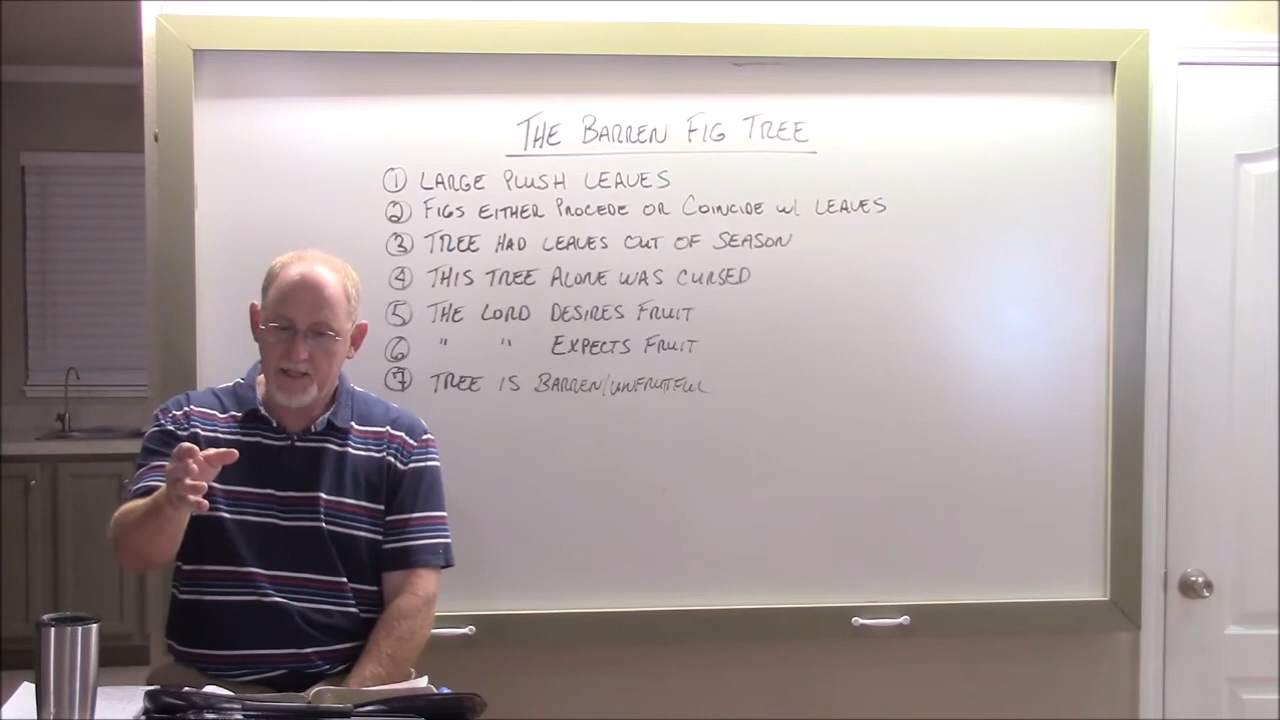 THE BARREN FIG TREE
① LARGE PLUSH LEAVES
② FIGS EITHER PROCEDE OR COINCIDE W/ LEAVES
③ TREE HAD LEAVES OUT OF SEASON
④ THIS TREE ALONE WAS CURSED
⑤ THE LORD DESIRES FRUIT
⑥ " " EXPECTS FRUIT
⑦ TREE IS BARREN/UNFRUITFUL